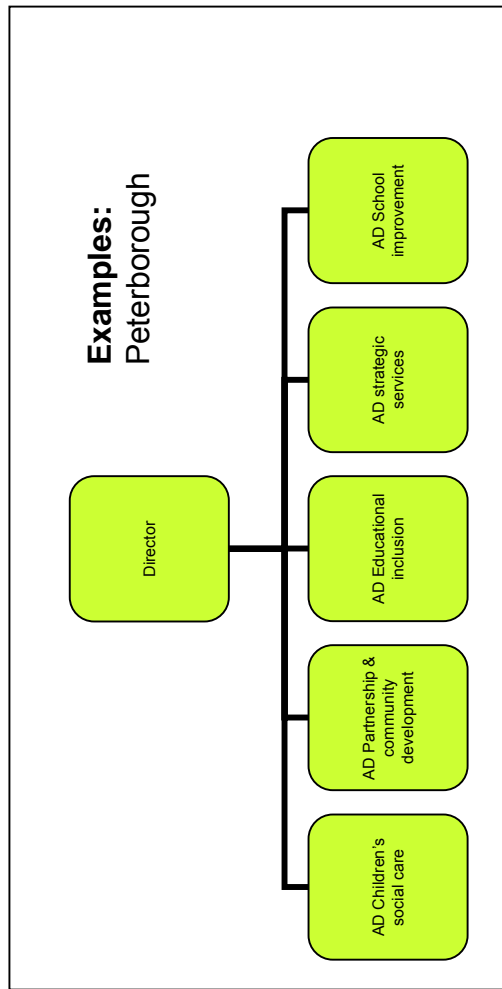 Examples:
Peterborough
Director
AD Children's
social care
AD Partnership &
community
development
AD Educational
inclusion
AD strategic
services
AD School
improvement